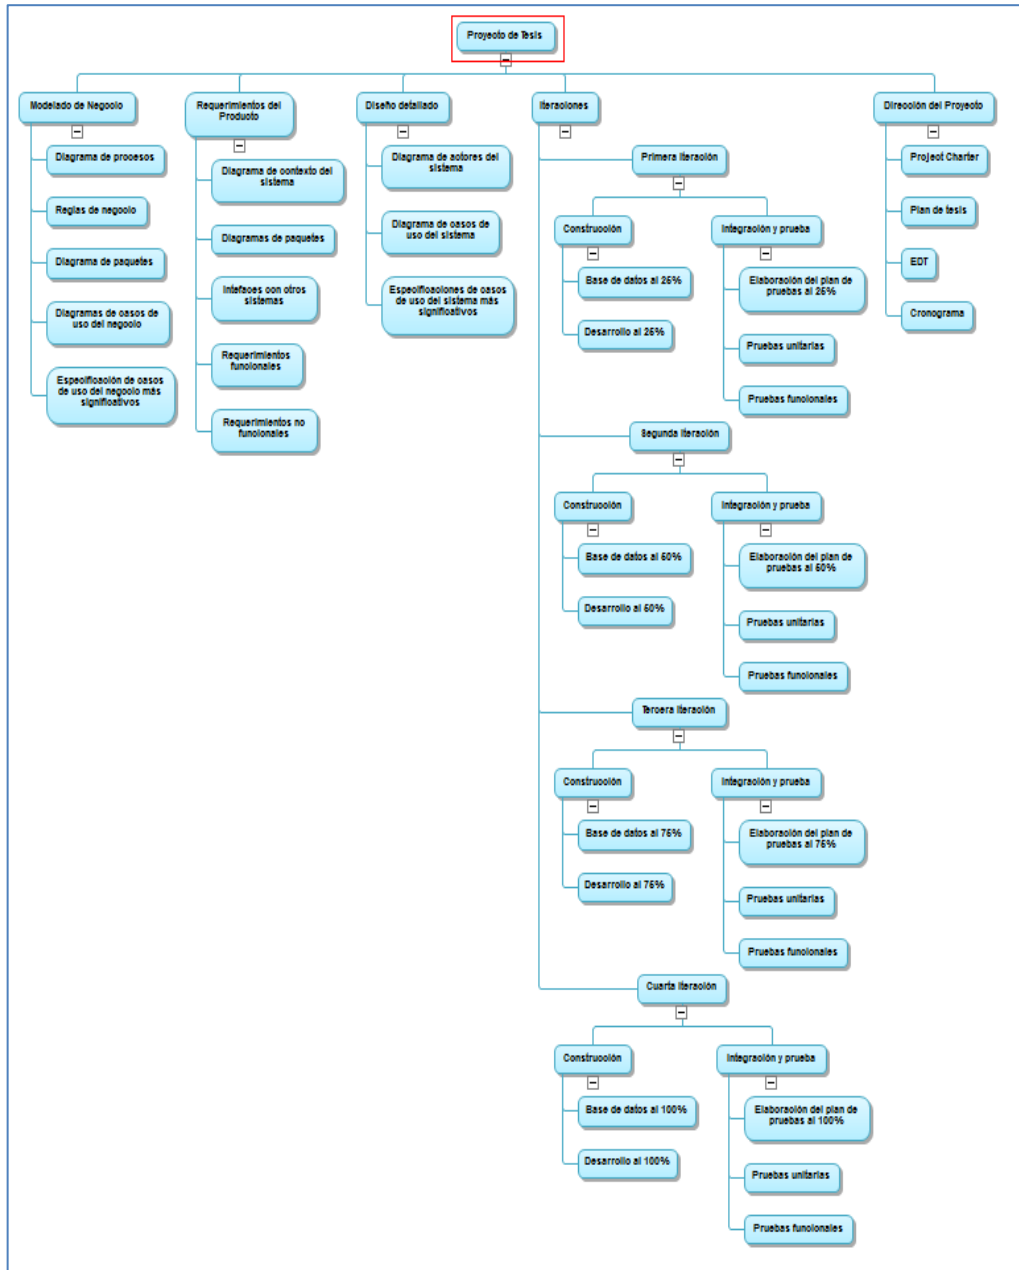 Proyecto de Tesis
Modelado de Negocio
Diagrama de procesos
Reglas de negocio
Diagrama de paquetes
Diagramas de casos de
uso del negocio
Especificación de casos
de uso del negocio más
significativos
Requerimientos del
Producto
Diagrama de contexto del
sistema
Diagramas de paquetes
Intefaces con otros
sistemas
Requerimientos
funcionales
Requerimientos no
funcionales
Diseño detallado
Diagrama de actores del
sistema
Diagrama de casos de
uso del sistema
Especificaciones de casos
de uso del sistema más
significativos
Iteraciones
Primera Iteración
Construcción
Base de datos al 25%
Desarrollo al 25%
Integración y prueba
Elaboración del plan de
pruebas al 25%
Pruebas unitarias
Pruebas funcionales
Segunda Iteración
Construcción
Base de datos al 50%
Desarrollo al 50%
Integración y prueba
Elaboración del plan de
pruebas al 50%
Pruebas unitarias
Pruebas funcionales
Tercera Iteración
Construcción
Base de datos al 75%
Desarrollo al 75%
Integración y prueba
Elaboración del plan de
pruebas al 75%
Pruebas unitarias
Pruebas funcionales
Cuarta Iteración
Construcción
Base de datos al 100%
Desarrollo al 100%
Integración y prueba
Elaboración del plan de
pruebas al 100%
Pruebas unitarias
Pruebas funcionales
Dirección del Proyecto
Project Charter
Plan de tesis
EDT
Cronograma